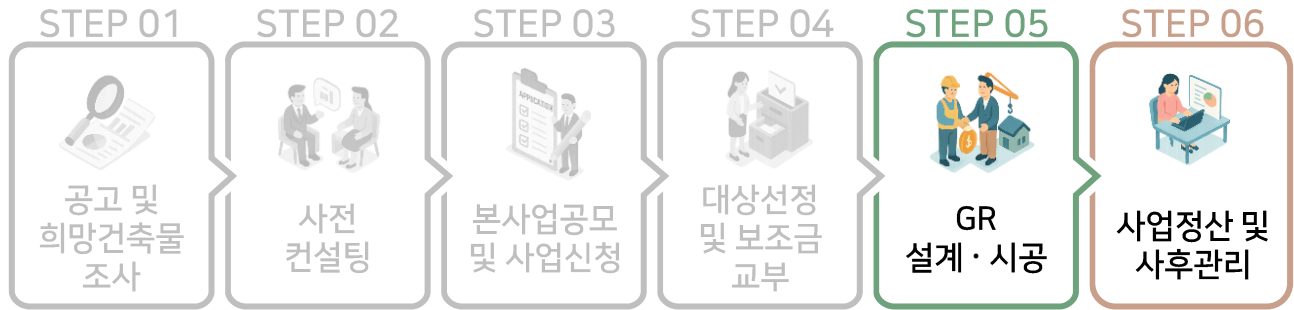 STEP 01
공고 및
희망건축물
조사
STEP 02
사전
컨설팅
STEP 03
APPLICATION
본사업공모
및 사업신청
STEP 04
대상선정
및 보조금
교부
STEP 05
GR
설계 · 시공
STEP 06
사업정산 및
사후관리